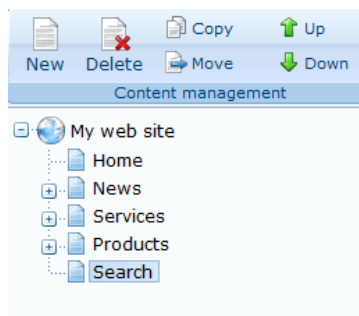 Copy Up
New Delete Move Down
Content management
My web site
Home
News
Services
Products
Search